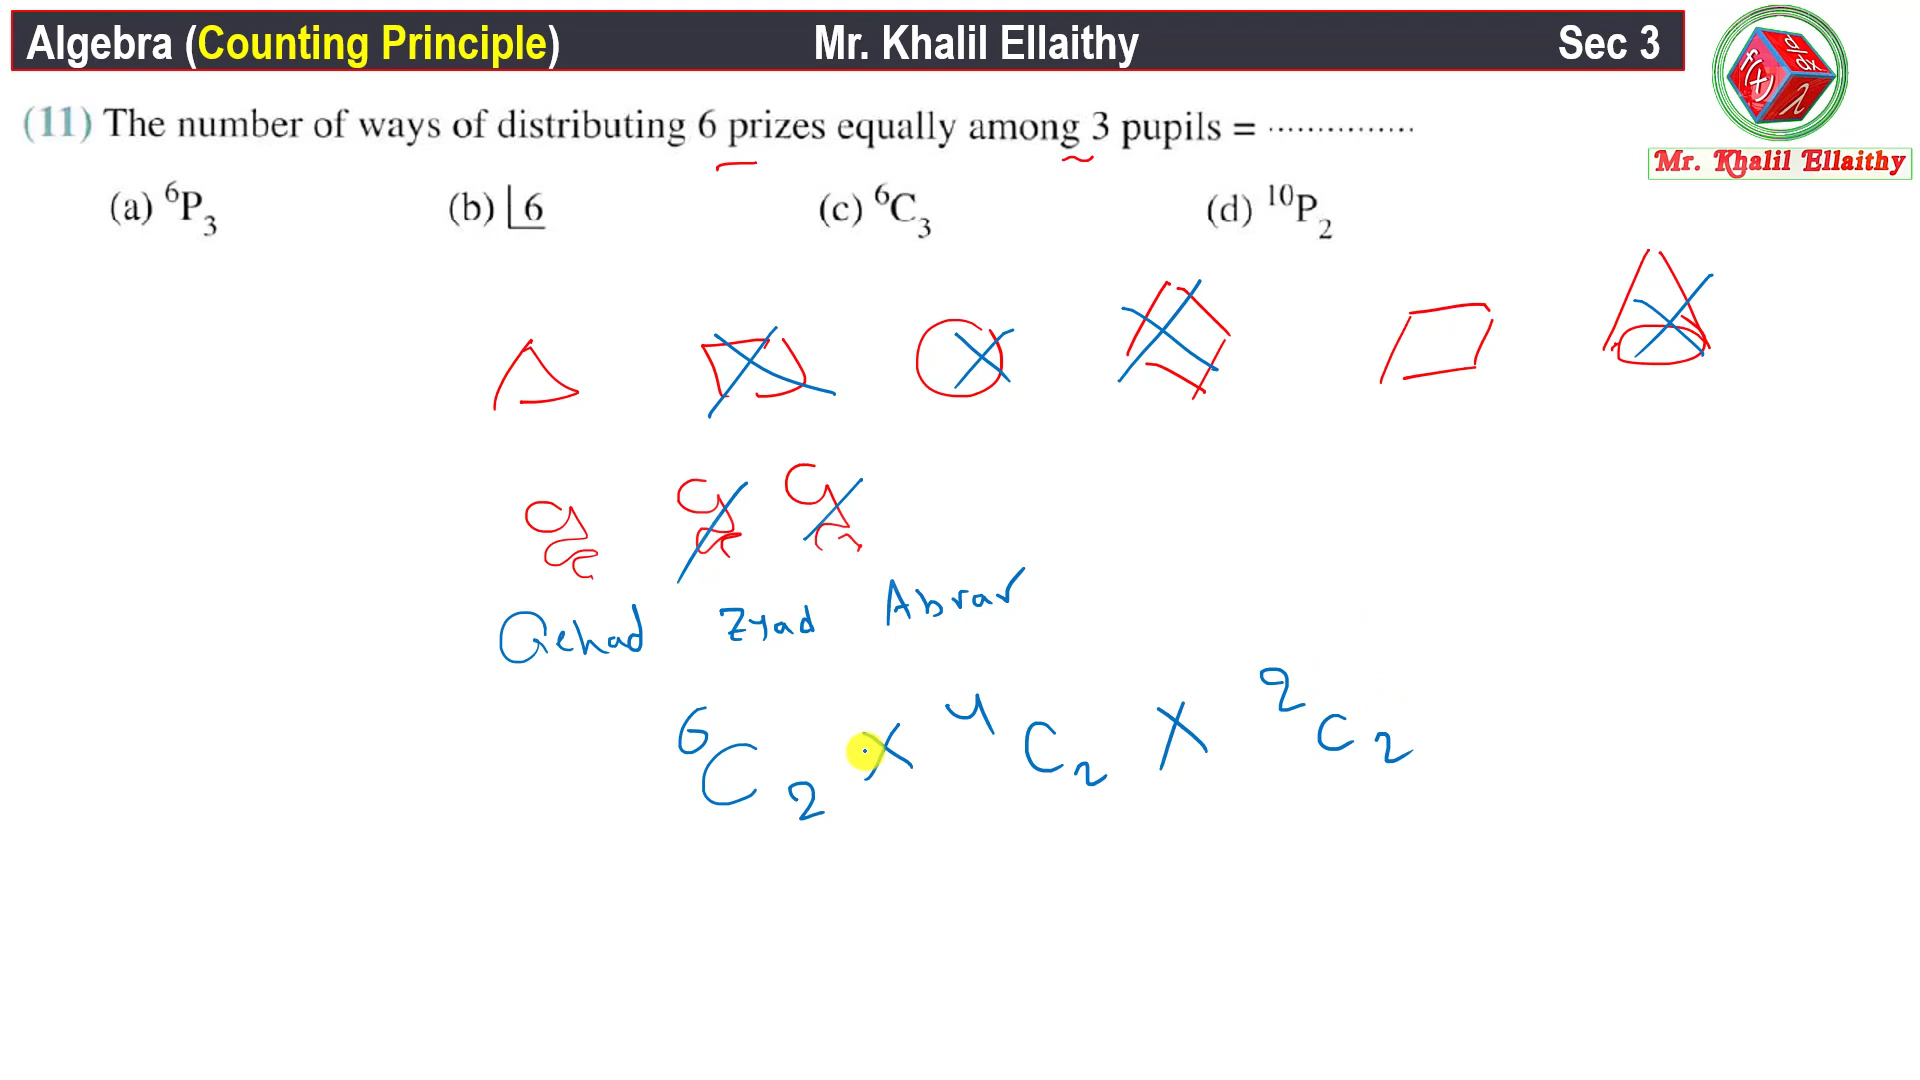 Algebra (Counting Principle) Mr. Khalil Ellaithy Sec 3
f(x) d/dx λ
Mr. Khalil Ellaithy
(11) The number of ways of distributing 6 prizes equally among 3 pupils = ...............
(a) ⁶P₃ (b) ⌊6 (c) ⁶C₃ (d) ¹⁰P₂
Gehad Zyad Abrar
⁶C₂ × ⁴C₂ × ²C₂